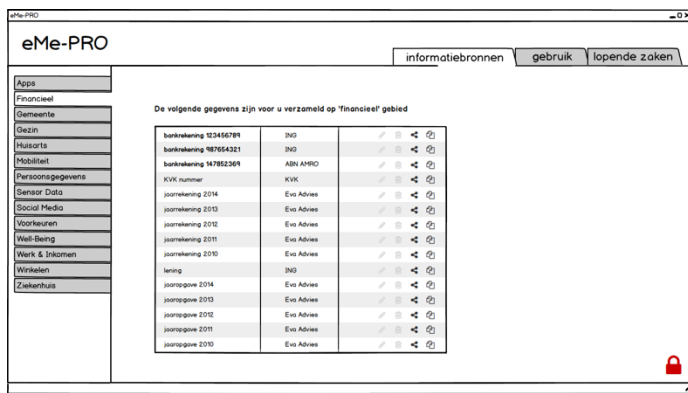 eMe-PRO
eMe-PRO
informatiebronnen gebruik lopende zaken
Apps
Financieel
Gemeente
Gezin
Huisarts
Mobiliteit
Persoonsgegevens
Sensor Data
Social Media
Voorkeuren
Well-Being
Werk & Inkomen
Winkelen
Ziekenhuis
De volgende gegevens zijn voor u verzameld op 'financieel' gebied
bankrekening 123456789 ING
bankrekening 987654321 ING
bankrekening 147852369 ABN AMRO
KVK nummer KVK
jaarrekening 2014 Eva Advies
jaarrekening 2013 Eva Advies
jaarrekening 2012 Eva Advies
jaarrekening 2011 Eva Advies
jaarrekening 2010 Eva Advies
lening ING
jaaropgave 2014 Eva Advies
jaaropgave 2013 Eva Advies
jaaropgave 2012 Eva Advies
jaaropgave 2011 Eva Advies
jaaropgave 2010 Eva Advies